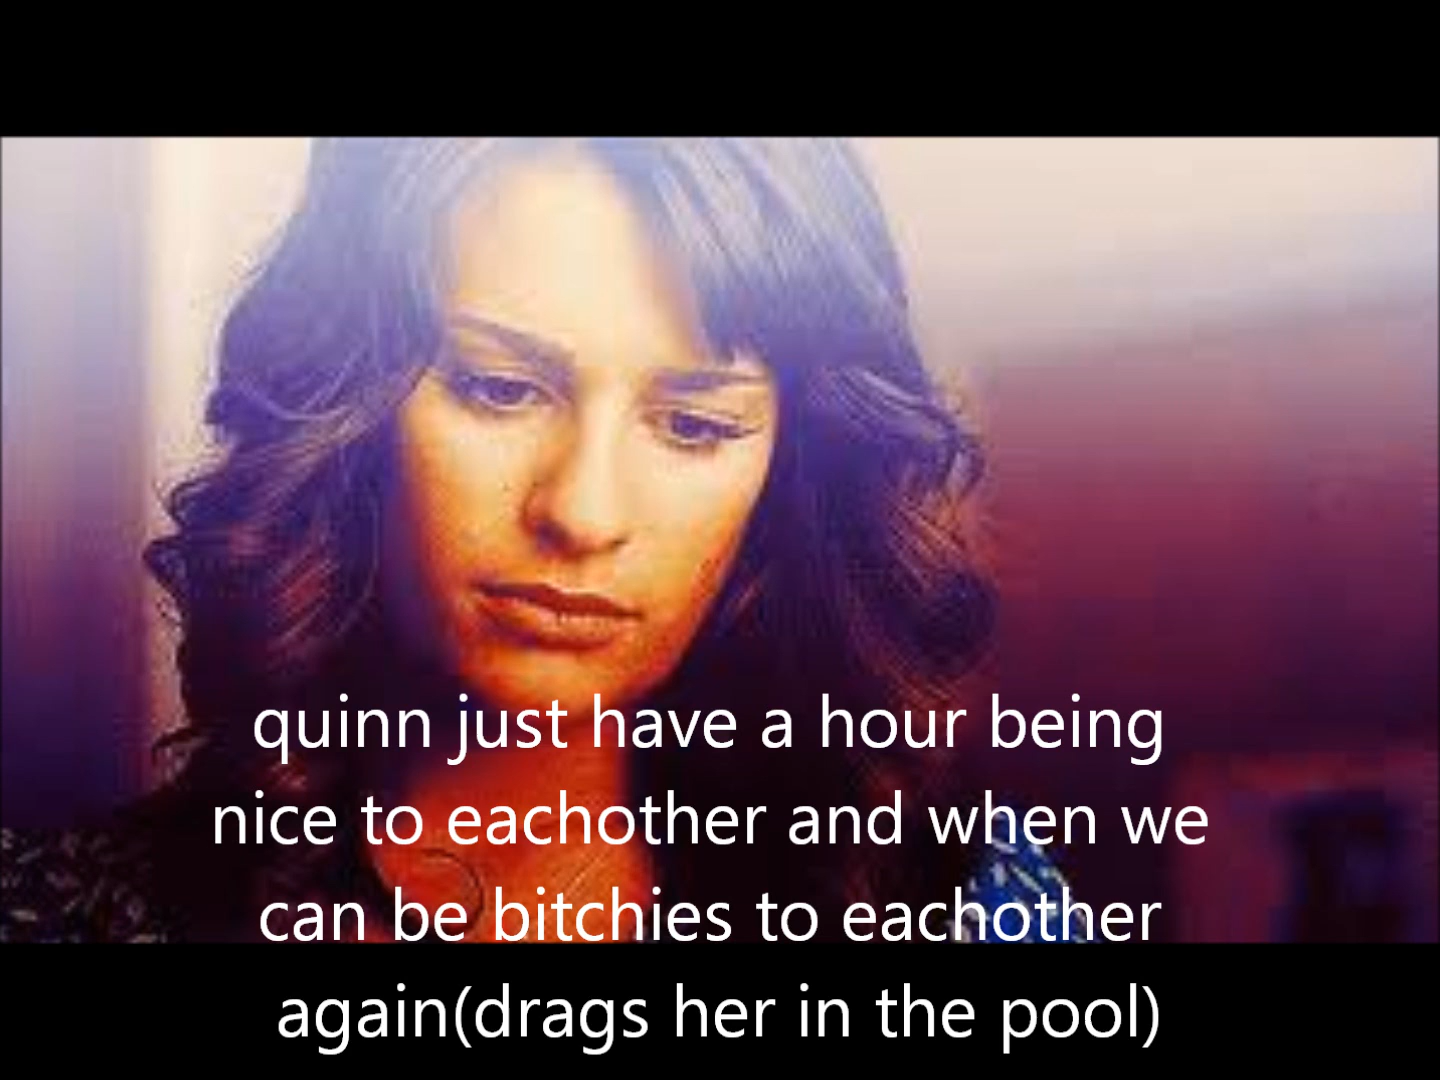 quinn just have a hour being
nice to eachother and when we
can be bitchies to eachother
again(drags her in the pool)